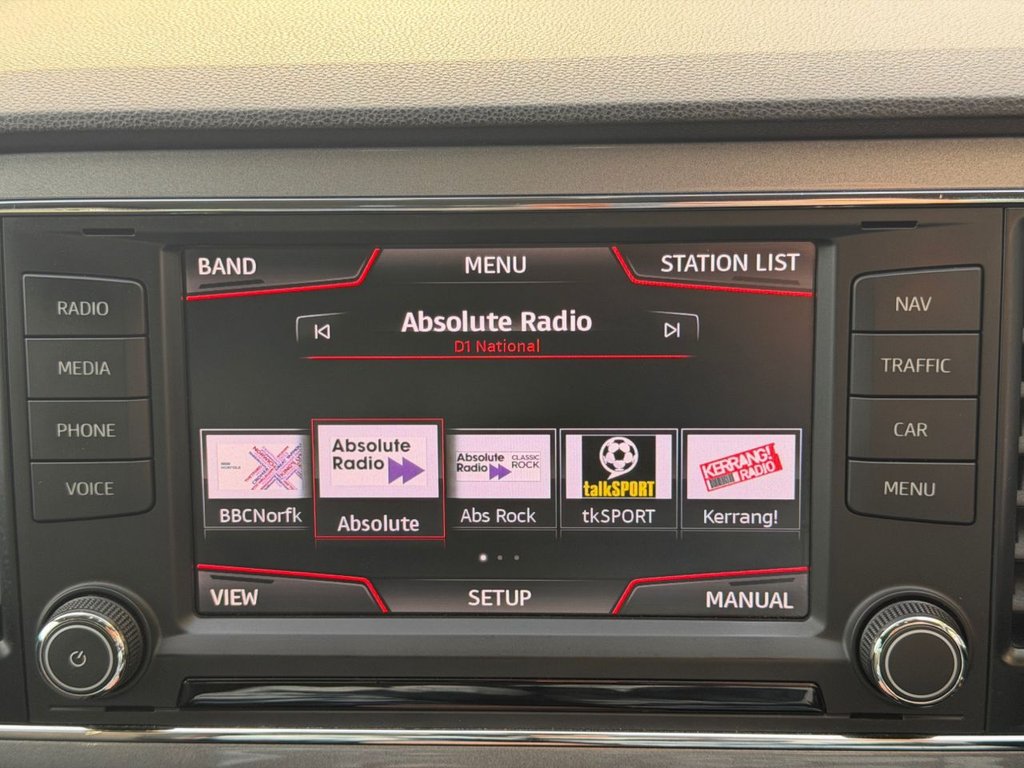 BAND
MENU
STATION LIST
Absolute Radio
D1 National
RADIO
MEDIA
PHONE
VOICE
NAV
TRAFFIC
CAR
MENU
Absolute
Radio
Absolute
Radio
CLASSIC
ROCK
talkSPORT
KERRANG!
RADIO
BBCNorfk
Absolute
Abs Rock
tkSPORT
Kerrang!
VIEW
SETUP
MANUAL